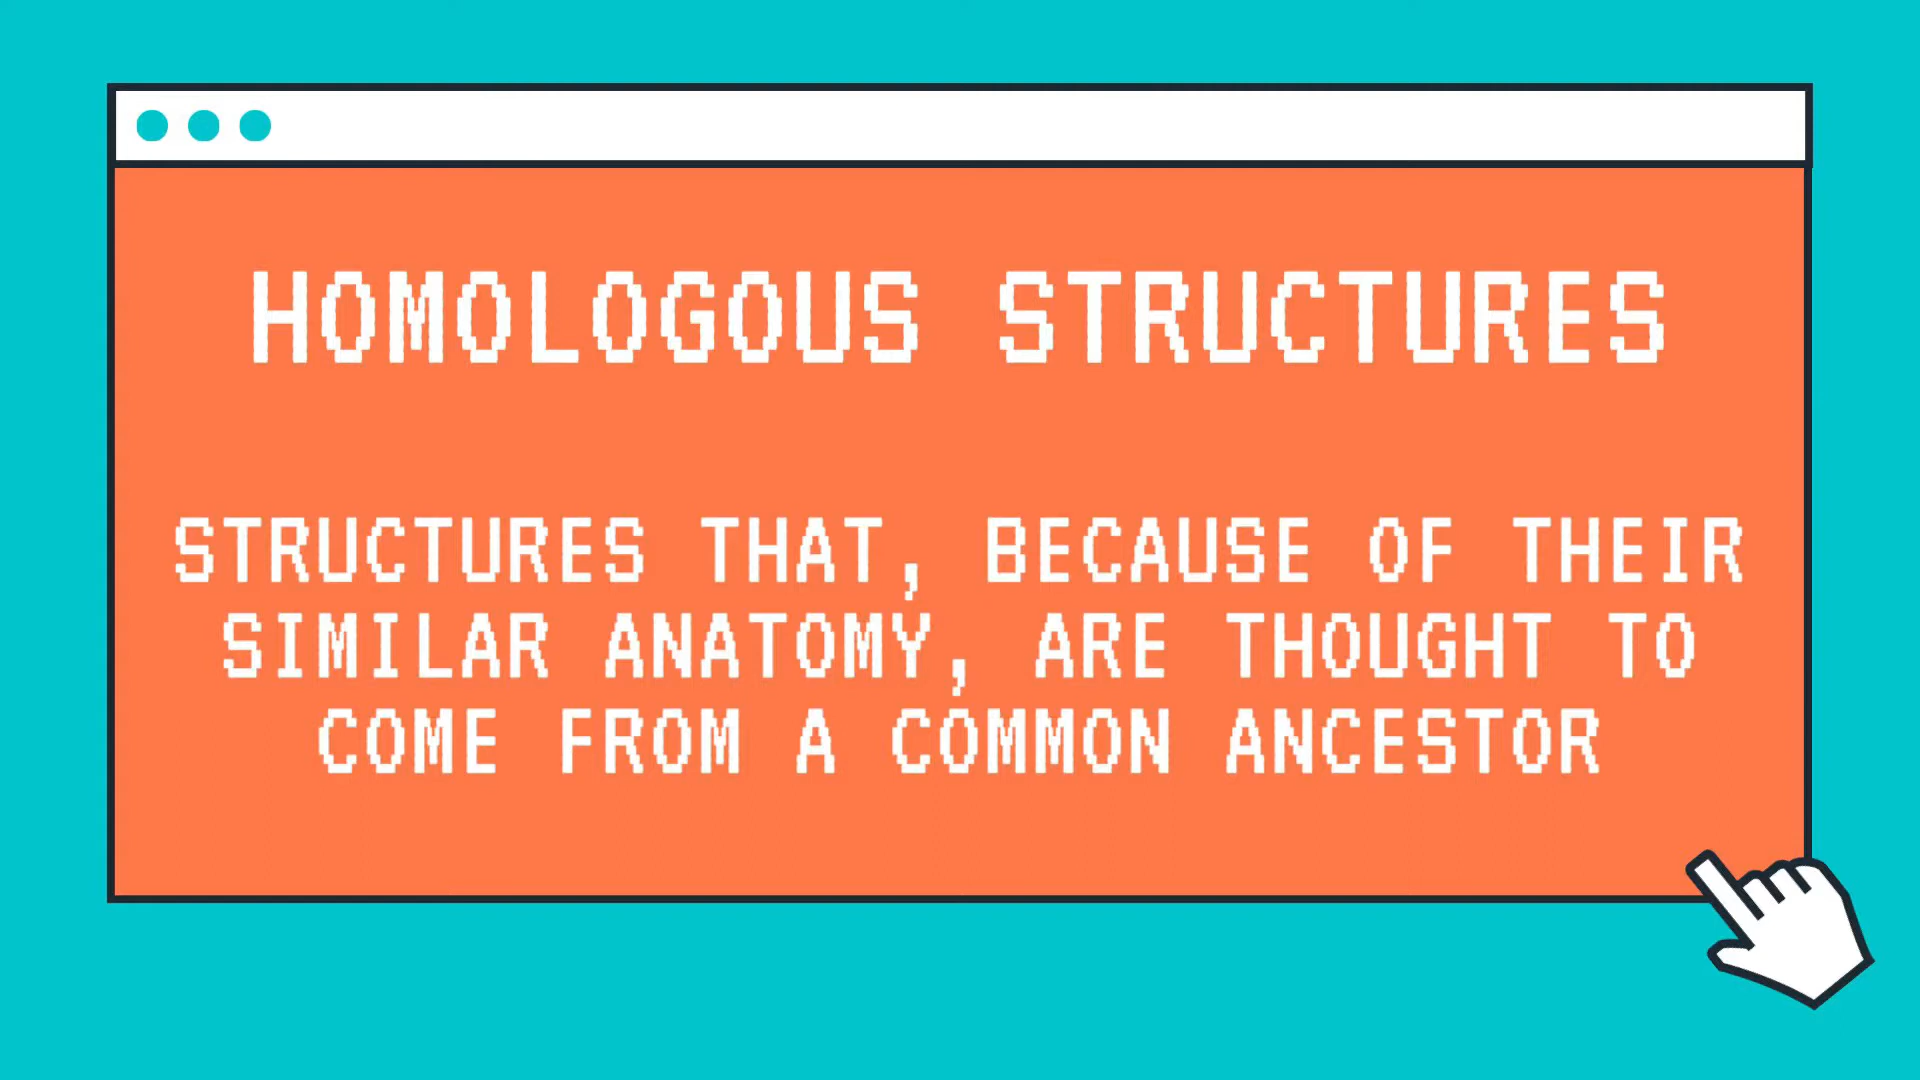 HOMOLOGOUS STRUCTURES
STRUCTURES THAT, BECAUSE OF THEIR
SIMILAR ANATOMY, ARE THOUGHT TO
COME FROM A COMMON ANCESTOR